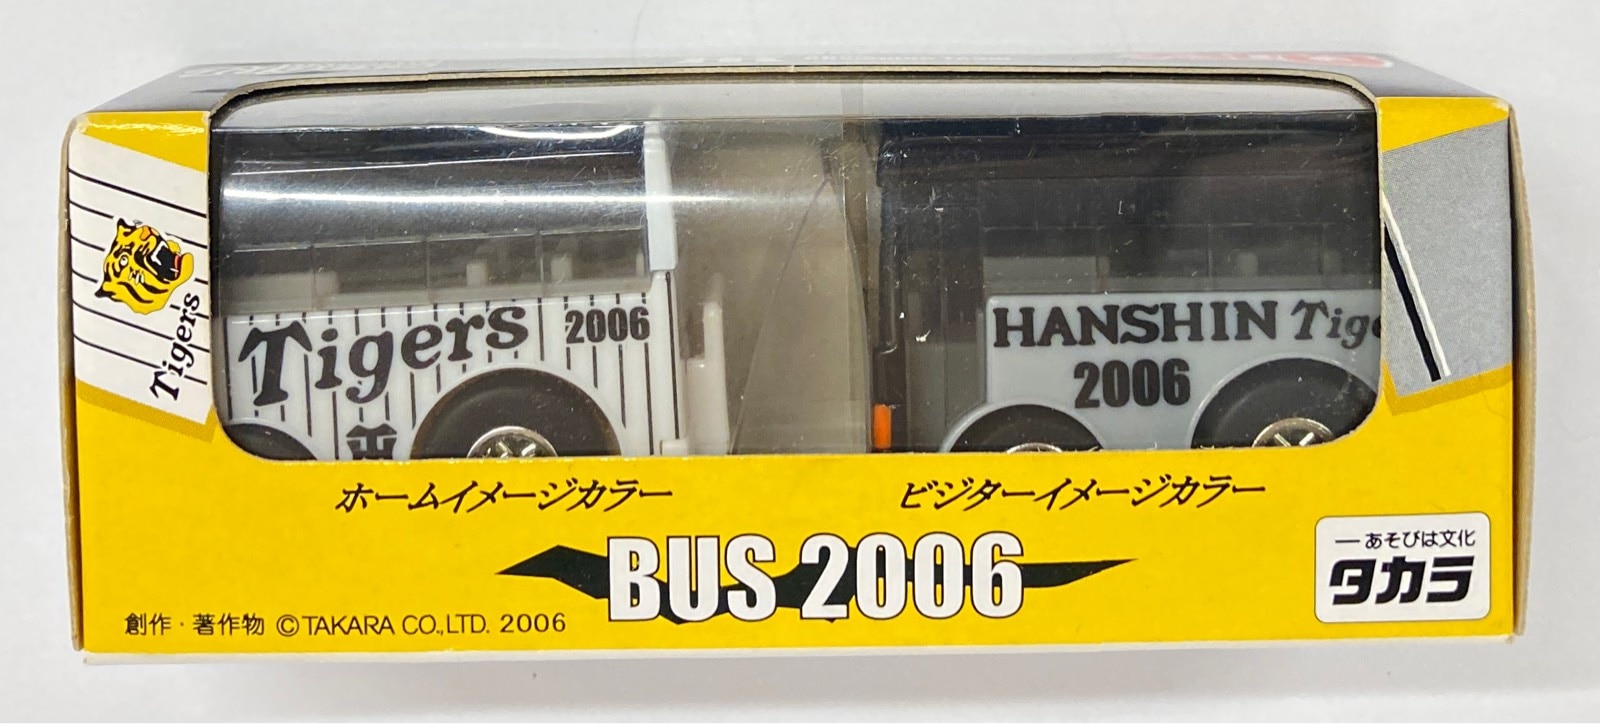 Tigers
Tigers
2006
HANSHIN Tige
2006
ホームイメージカラー
ビジターイメージカラー
BUS 2006
創作・著作物 ©TAKARA CO.,LTD. 2006
ーあそびは文化
タカラ